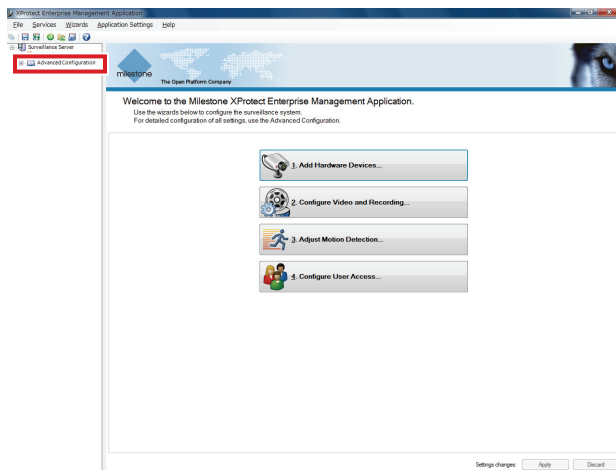 XProtect Enterprise Management Application
File Services Wizards Application Settings Help
Surveillance Server
Advanced Configuration
milestone
The Open Platform Company
Welcome to the Milestone XProtect Enterprise Management Application.
Use the wizards below to configure the surveillance system.
For detailed configuration of all settings, use the Advanced Configuration.
1. Add Hardware Devices...
2. Configure Video and Recording...
3. Adjust Motion Detection...
4. Configure User Access...
Settings changes: Apply Discard